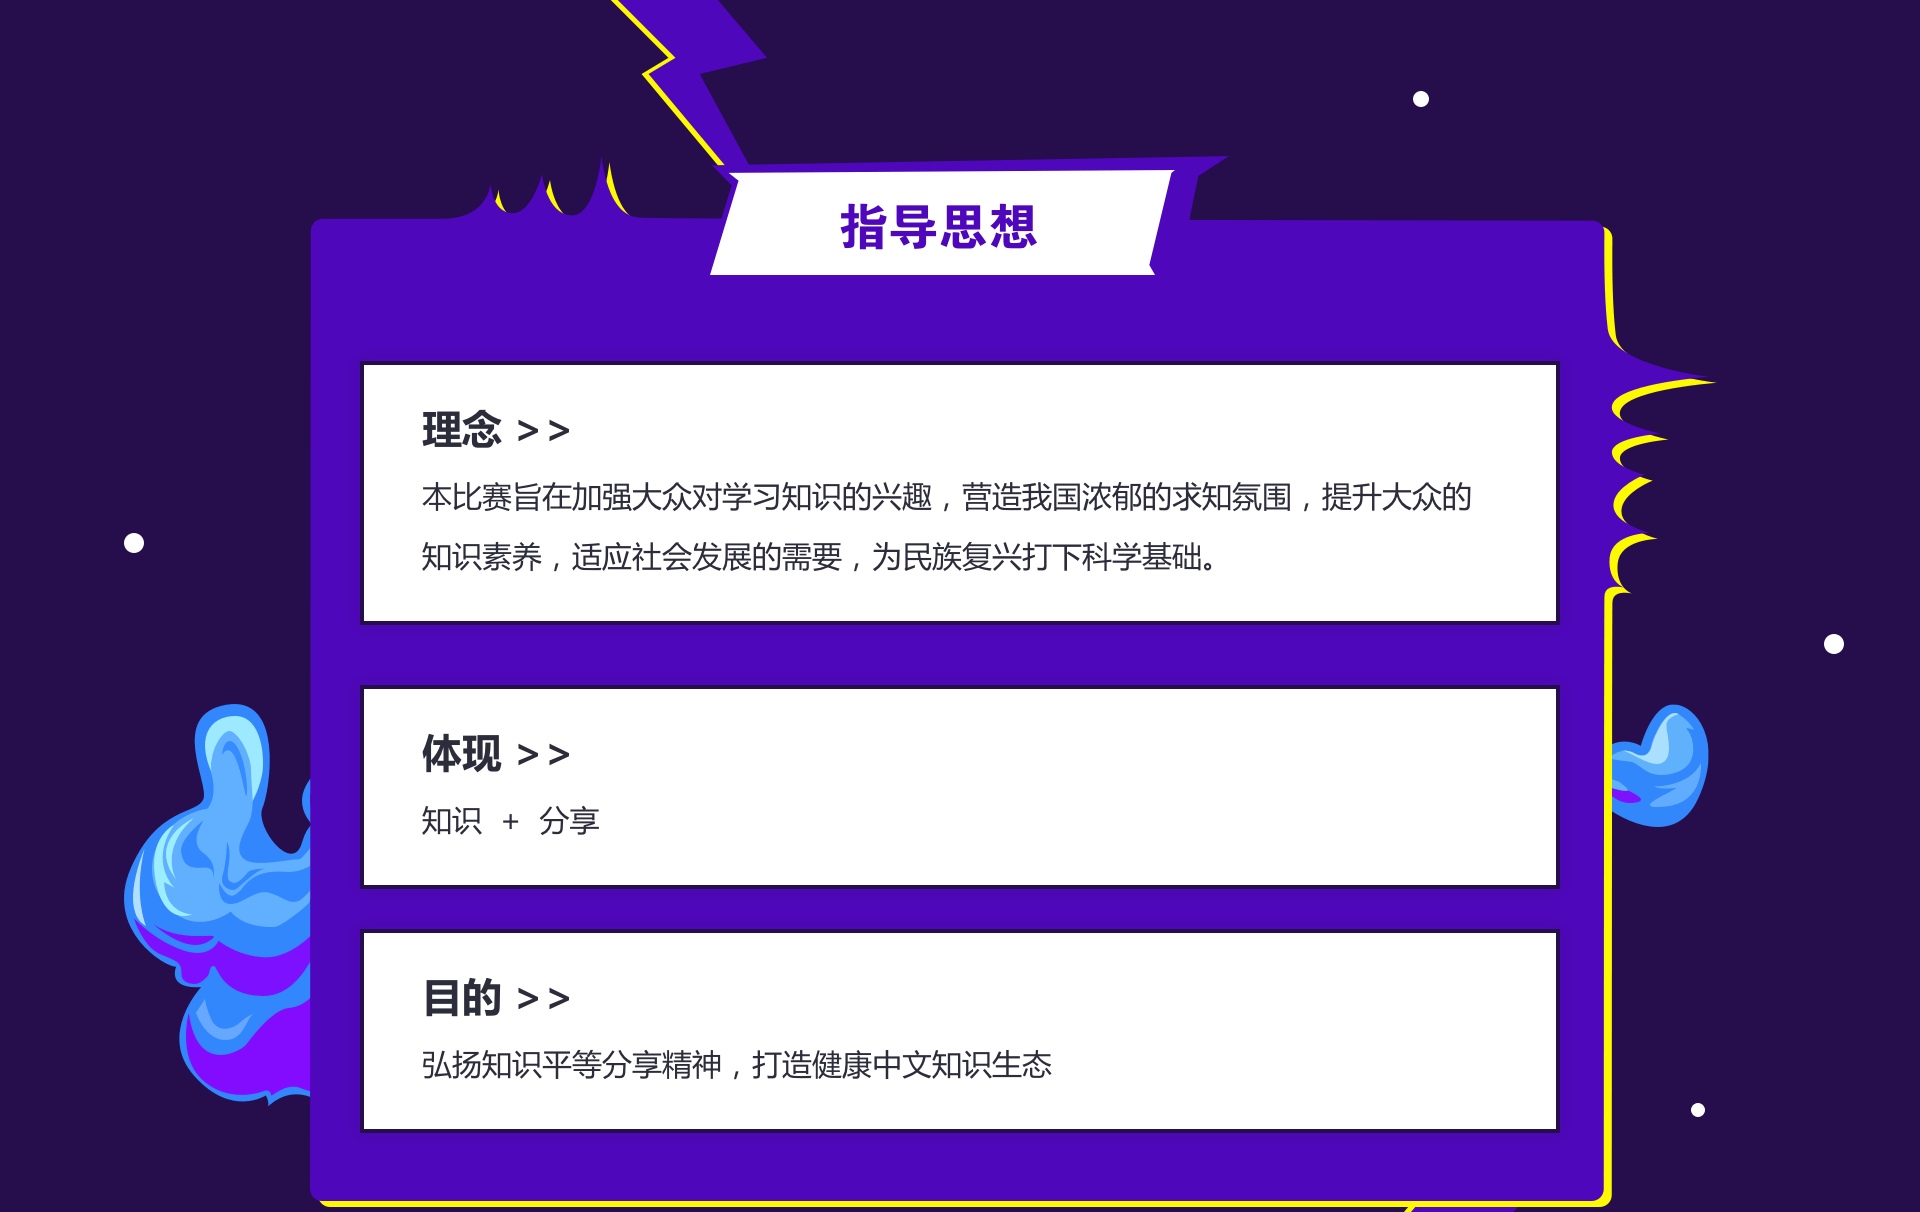 指导思想
理念 >>
本比赛旨在加强大众对学习知识的兴趣，营造我国浓郁的求知氛围，提升大众的
知识素养，适应社会发展的需要，为民族复兴打下科学基础。
体现 >>
知识 + 分享
目的 >>
弘扬知识平等分享精神，打造健康中文知识生态